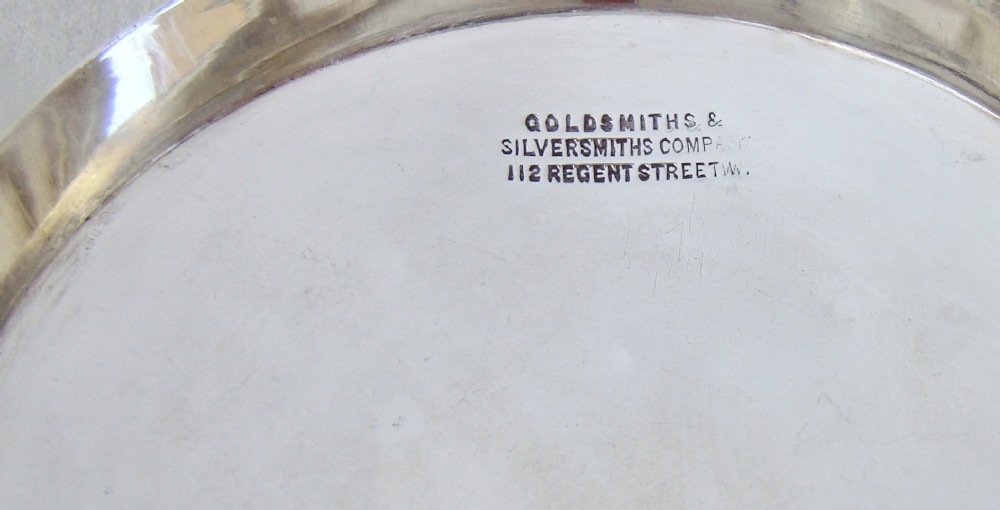 GOLDSMITHS &
SILVERSMITHS COMPANY
112 REGENT STREET W.